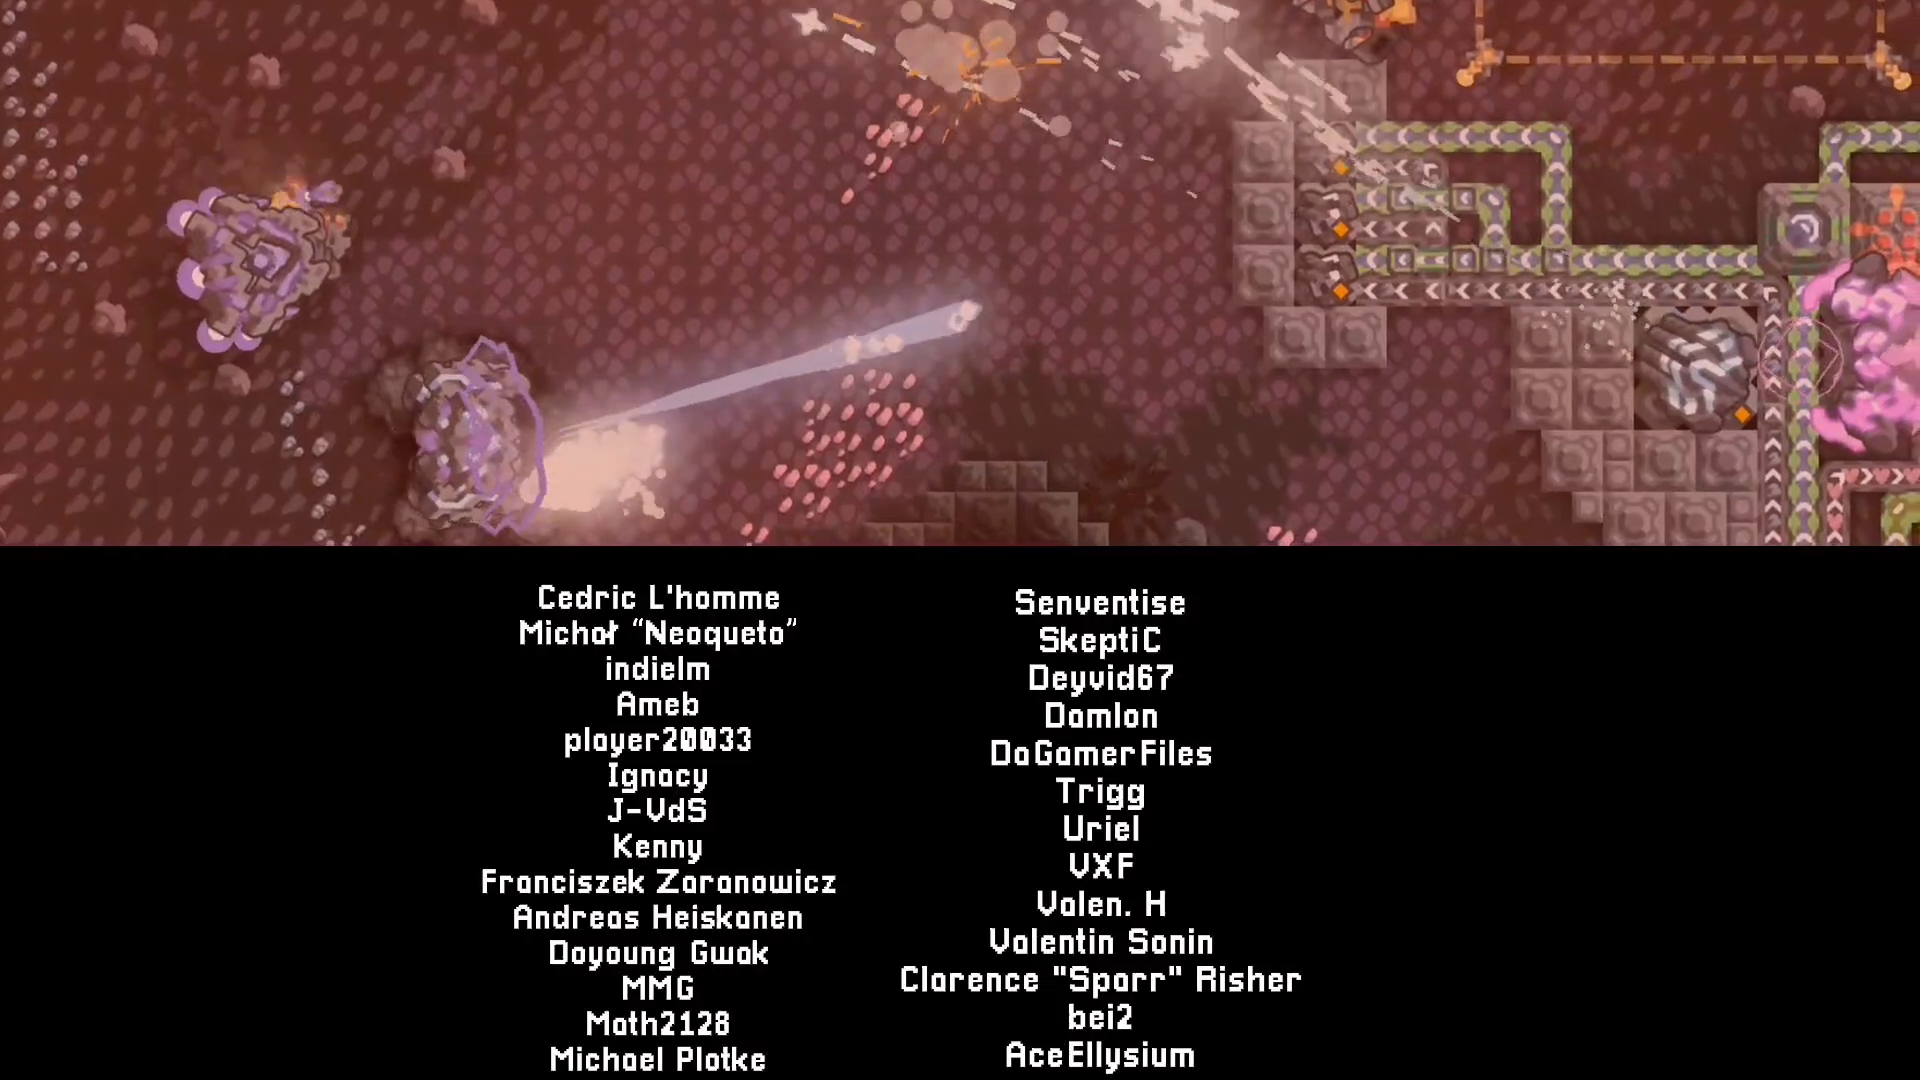 Cedric L'homme
Michał “Neoqueto”
indielm
Ameb
player20033
Ignacy
J-VdS
Kenny
Franciszek Zaranowicz
Andreas Heiskanen
Doyoung Gwak
MMG
Math2128
Michael Plotke
Senventise
SkeptiC
Deyvid67
Damlon
DaGamerFiles
Trigg
Uriel
VXF
Valen. H
Valentin Sonin
Clarence "Sparr" Risher
bei2
AceEllysium